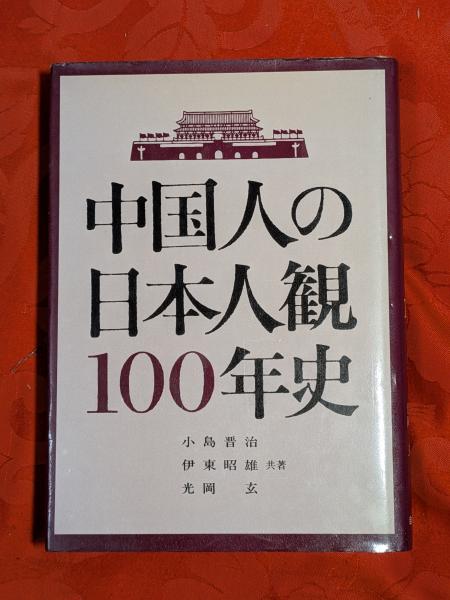 中国人の
日本人観
100年史
小島晋治
伊東昭雄 共著
光岡 玄